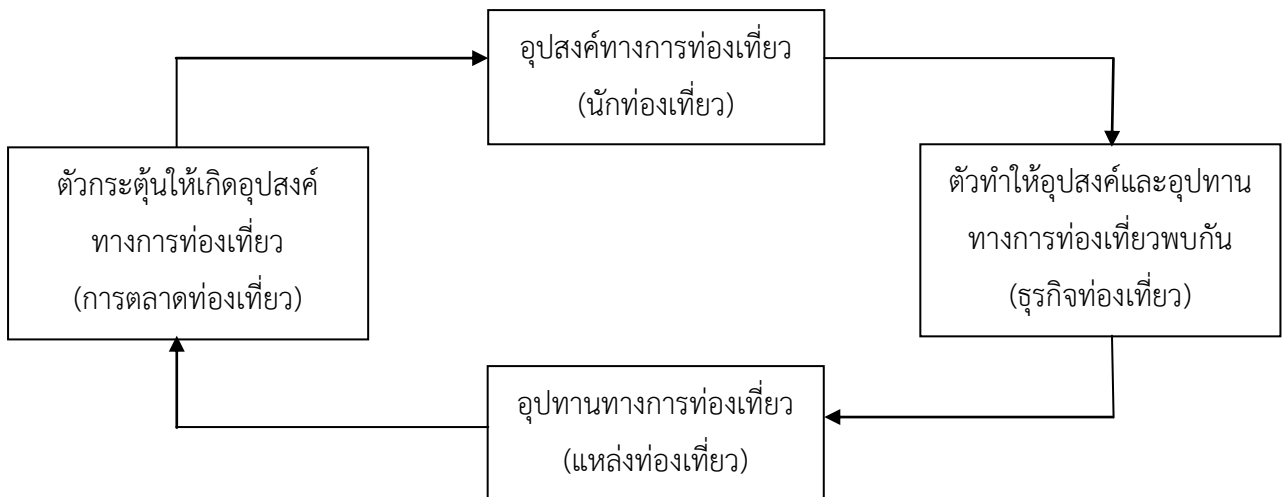 อุปสงค์ทางการท่องเที่ยว
(นักท่องเที่ยว)
ตัวกระตุ้นให้เกิดอุปสงค์
ทางการท่องเที่ยว
(การตลาดท่องเที่ยว)
ตัวทำให้อุปสงค์และอุปทาน
ทางการท่องเที่ยวพบกัน
(ธุรกิจท่องเที่ยว)
อุปทานทางการท่องเที่ยว
(แหล่งท่องเที่ยว)